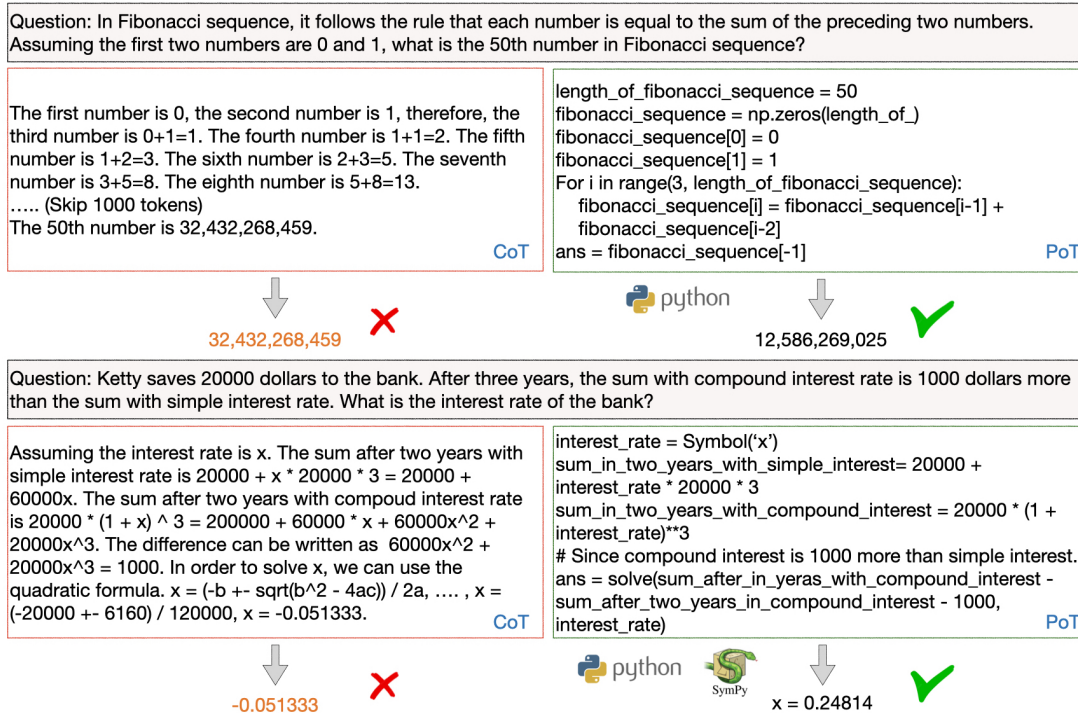 Question: In Fibonacci sequence, it follows the rule that each number is equal to the sum of the preceding two numbers.
Assuming the first two numbers are 0 and 1, what is the 50th number in Fibonacci sequence?
The first number is 0, the second number is 1, therefore, the
third number is 0+1=1. The fourth number is 1+1=2. The fifth
number is 1+2=3. The sixth number is 2+3=5. The seventh
number is 3+5=8. The eighth number is 5+8=13.
..... (Skip 1000 tokens)
The 50th number is 32,432,268,459.
CoT
length_of_fibonacci_sequence = 50
fibonacci_sequence = np.zeros(length_of_)
fibonacci_sequence[0] = 0
fibonacci_sequence[1] = 1
For i in range(3, length_of_fibonacci_sequence):
fibonacci_sequence[i] = fibonacci_sequence[i-1] +
fibonacci_sequence[i-2]
ans = fibonacci_sequence[-1]
PoT
python
32,432,268,459
12,586,269,025
Question: Ketty saves 20000 dollars to the bank. After three years, the sum with compound interest rate is 1000 dollars more
than the sum with simple interest rate. What is the interest rate of the bank?
Assuming the interest rate is x. The sum after two years with
simple interest rate is 20000 + x * 20000 * 3 = 20000 +
60000x. The sum after two years with compoud interest rate
is 20000 * (1 + x) ^ 3 = 200000 + 60000 * x + 60000x^2 +
20000x^3. The difference can be written as 60000x^2 +
20000x^3 = 1000. In order to solve x, we can use the
quadratic formula. x = (-b +- sqrt(b^2 - 4ac)) / 2a, .... , x =
(-20000 +- 6160) / 120000, x = -0.051333.
CoT
interest_rate = Symbol(‘x’)
sum_in_two_years_with_simple_interest= 20000 +
interest_rate * 20000 * 3
sum_in_two_years_with_compound_interest = 20000 * (1 +
interest_rate)**3
# Since compound interest is 1000 more than simple interest.
ans = solve(sum_after_in_yeras_with_compound_interest -
sum_after_two_years_in_compound_interest - 1000,
interest_rate)
PoT
python
SymPy
-0.051333
x = 0.24814